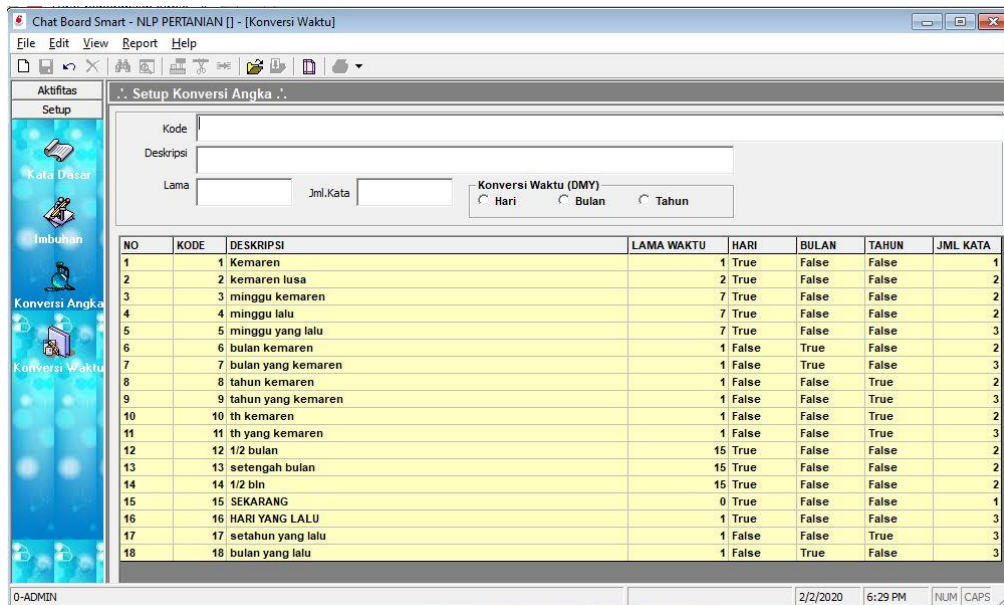 Chat Board Smart - NLP PERTANIAN [] - [Konversi Waktu]
File Edit View Report Help
Aktifitas
Setup
Kata Dasar
Imbuhan
Konversi Angka
Konversi Waktu
.'. Setup Konversi Angka .'.
Kode
Deskripsi
Lama Jml.Kata
Konversi Waktu (DMY)
Hari Bulan Tahun
NO KODE DESKRIPSI LAMA WAKTU HARI BULAN TAHUN JML KATA
1 1 Kemaren 1 True False False 1
2 2 kemaren lusa 2 True False False 2
3 3 minggu kemaren 7 True False False 2
4 4 minggu lalu 7 True False False 2
5 5 minggu yang lalu 7 True False False 3
6 6 bulan kemaren 1 False True False 2
7 7 bulan yang kemaren 1 False True False 3
8 8 tahun kemaren 1 False False True 2
9 9 tahun yang kemaren 1 False False True 3
10 10 th kemaren 1 False False True 2
11 11 th yang kemaren 1 False False True 3
12 12 1/2 bulan 15 True False False 2
13 13 setengah bulan 15 True False False 2
14 14 1/2 bln 15 True False False 2
15 15 SEKARANG 0 True False False 1
16 16 HARI YANG LALU 1 True False False 3
17 17 setahun yang lalu 1 False False True 3
18 18 bulan yang lalu 1 False True False 3
0-ADMIN 2/2/2020 6:29 PM NUM CAPS